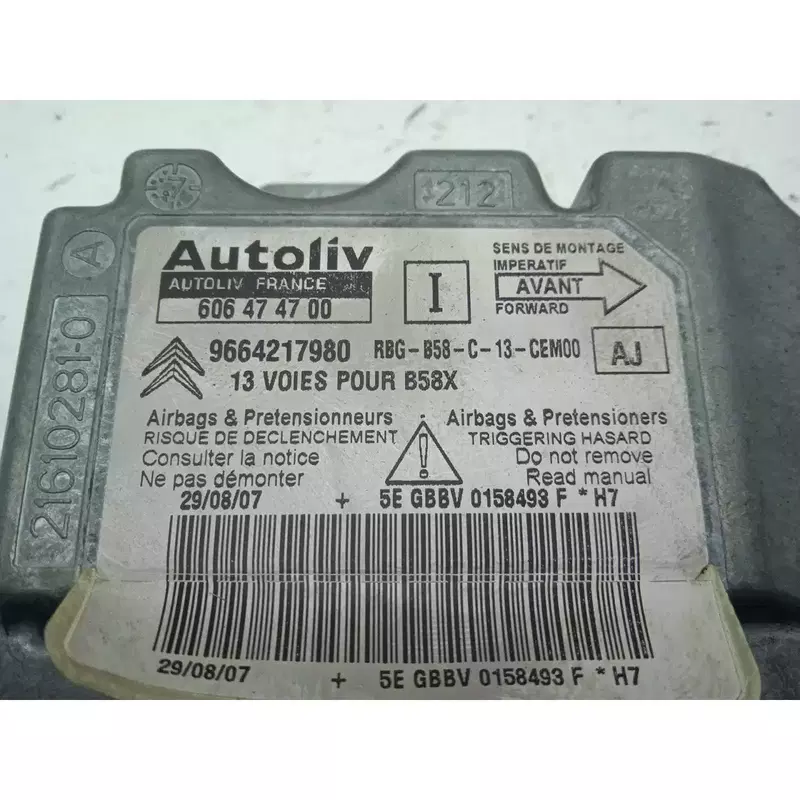 212
A
21610281-0
Autoliv
AUTOLIV FRANCE
606 47 47 00
I
SENS DE MONTAGE
IMPERATIF
AVANT
FORWARD
9664217980 RBG-B58-C-13-CEM00
AJ
13 VOIES POUR B58X
Airbags & Pretensionneurs
RISQUE DE DECLENCHEMENT
Consulter la notice
Ne pas démonter
!
Airbags & Pretensioners
TRIGGERING HASARD
Do not remove
Read manual
29/08/07 + 5E GBBV 0158493 F * H7
29/08/07 + 5E GBBV 0158493 F * H7